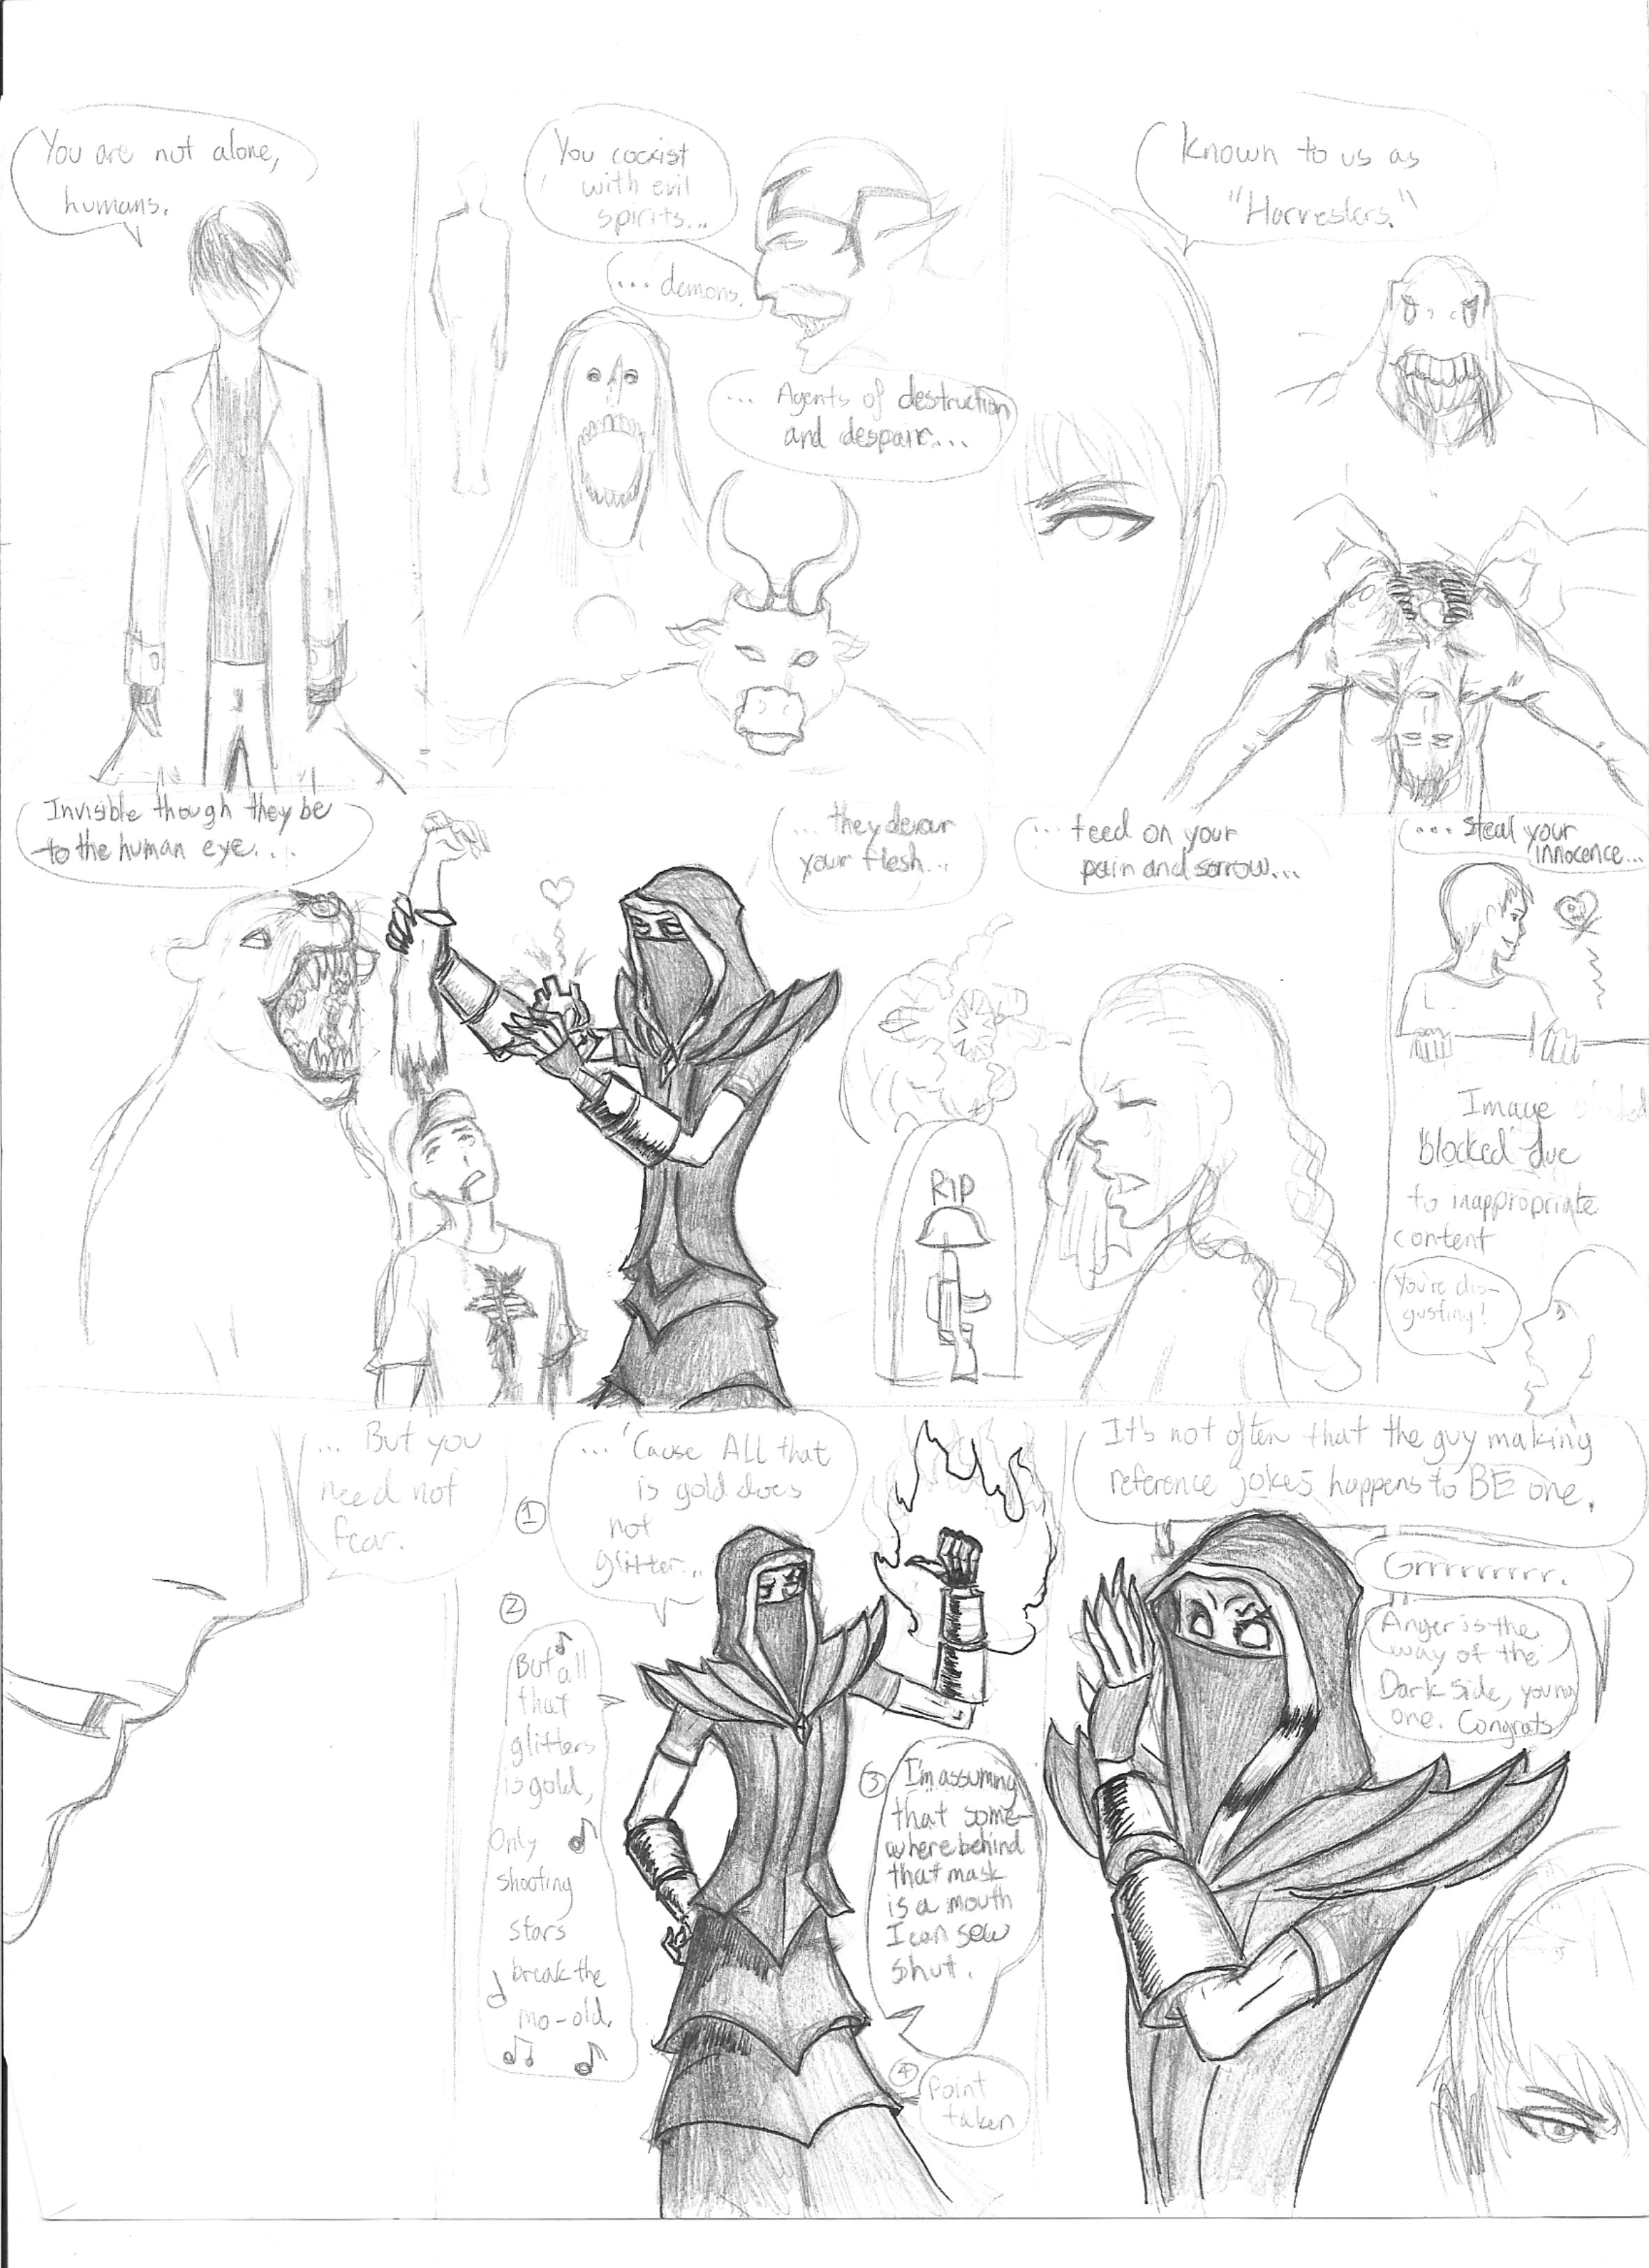 You are not alone,
humans.
You coexist
with evil
spirits...
... demons.
... Agents of destruction
and despair....
Known to us as
"Harvesters."
Invisible though they be
to the human eye....
... they devour
your flesh...
... feed on your
pain and sorrow...
RIP
... steal your
innocence...
Image
blocked due
to inappropriate
content
You're dis-
gusting!
... But you
need not
fear.
1
... 'Cause All that
is gold does
not
glitter...
2
But all
that
glitters
is gold,
Only
shooting
stars
break the
mo-old.
3
I'm assuming
that some-
where behind
that mask
is a mouth
I can sew
shut.
4
Point
taken
It's not often that the guy making
reference jokes happens to BE one.
Grrrrrrrrr.
Anger is the
way of the
Dark Side, young
one. Congrats